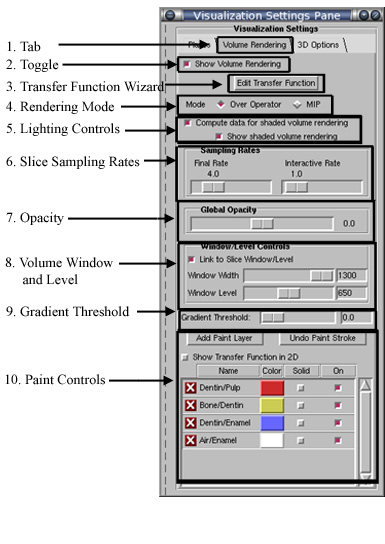 Visualization Settings Pane
Visualization Settings
Volume Rendering
3D Options
1. Tab
Show Volume Rendering
2. Toggle
Edit Transfer Function
3. Transfer Function Wizard
Mode Over Operator MIP
4. Rendering Mode
Compute data for shaded volume rendering
5. Lighting Controls
Show shaded volume rendering
Sampling Rates
6. Slice Sampling Rates
Final Rate Interactive Rate
4.0 1.0
Global Opacity
7. Opacity
0.0
Window/Level Controls
8. Volume Window
and Level
Link to Slice Window/Level
Window Width 1300
Window Level 650
9. Gradient Threshold
Gradient Threshold: 0.0
Add Paint Layer Undo Paint Stroke
Show Transfer Function in 2D
10. Paint Controls
Name Color Solid On
Dentin/Pulp
Bone/Dentin
Dentin/Enamel
Air/Enamel